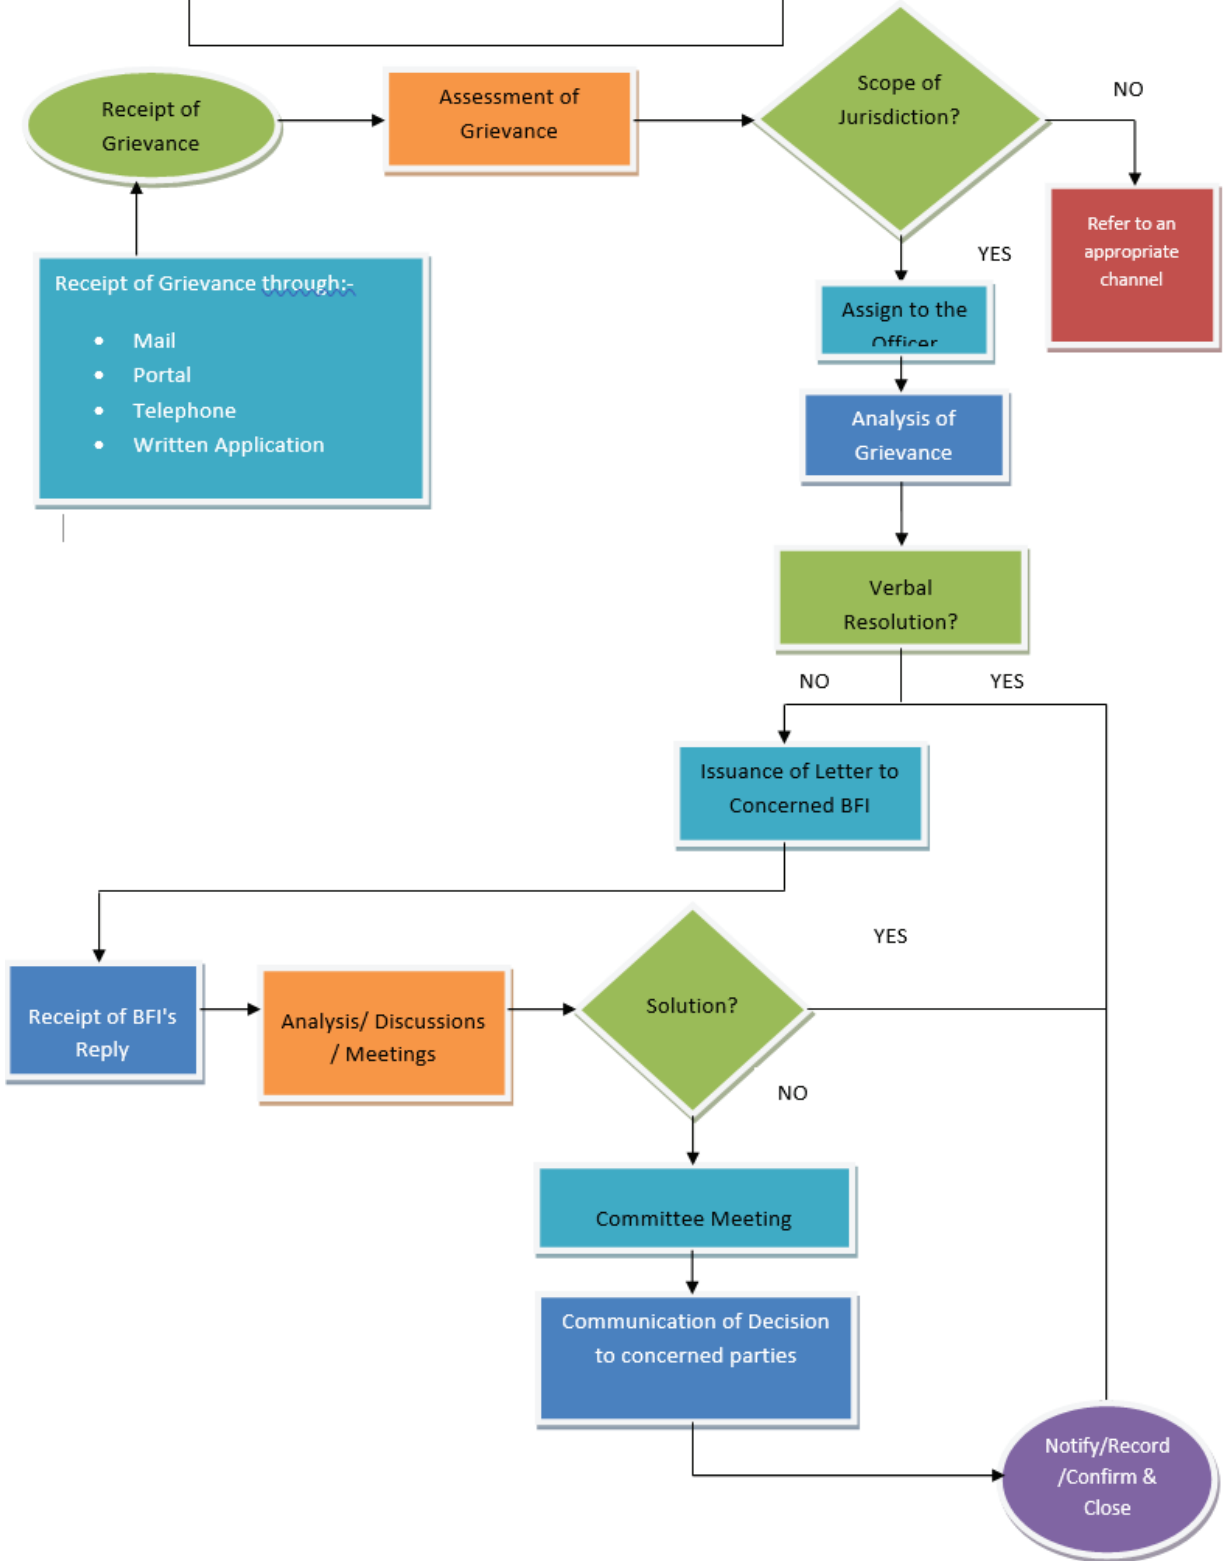 Receipt of
Grievance
Assessment of
Grievance
Scope of
Jurisdiction?
NO
Refer to an
appropriate
channel
YES
Receipt of Grievance through:-
• Mail
• Portal
• Telephone
• Written Application
Assign to the
Officer
Analysis of
Grievance
Verbal
Resolution?
NO
YES
Issuance of Letter to
Concerned BFI
Receipt of BFI's
Reply
Analysis/ Discussions
/ Meetings
Solution?
YES
NO
Committee Meeting
Communication of Decision
to concerned parties
Notify/Record
/Confirm &
Close